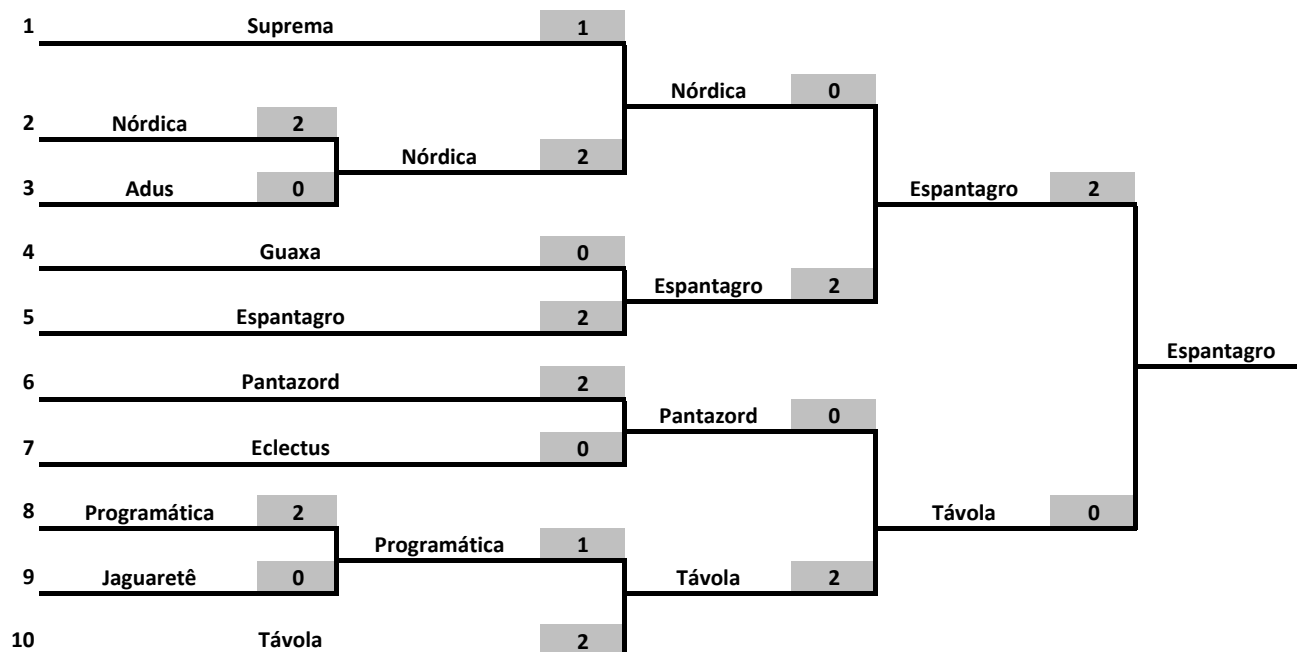 1 Suprema 1
Nórdica 0
2 Nórdica 2
Nórdica 2
3 Adus 0
Espantagro 2
4 Guaxa 0
Espantagro 2
5 Espantagro 2
Espantagro
6 Pantazord 2
Pantazord 0
7 Eclectus 0
8 Programática 2
Távola 0
Programática 1
9 Jaguaretê 0
Távola 2
10 Távola 2